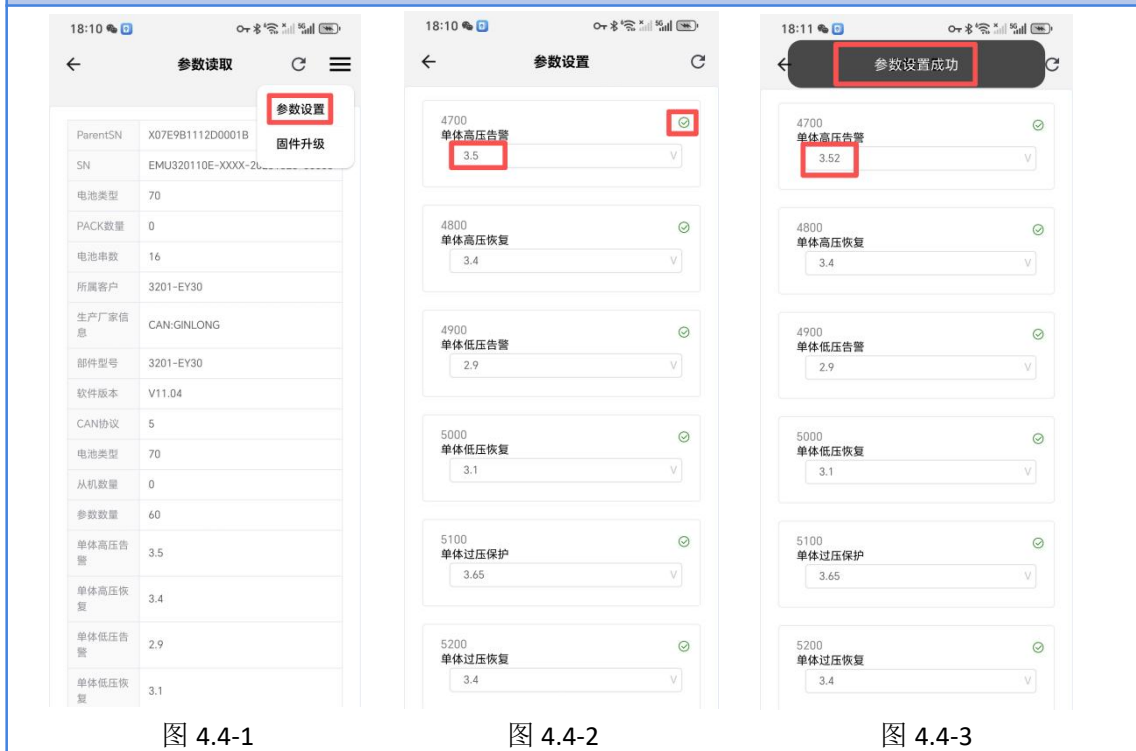 18:10
参数读取
参数设置
固件升级
ParentSN X07E9B1112D0001B
SN EMU320110E-XXXX-20
电池类型 70
PACK数量 0
电池串数 16
所属客户 3201-EY30
生产厂家信
息
CAN:GINLONG
部件型号 3201-EY30
软件版本 V11.04
CAN协议 5
电池类型 70
从机数量 0
参数数量 60
单体高压告
警
3.5
单体高压恢
复
3.4
单体低压告
警
2.9
单体低压恢
复
3.1
图 4.4-1
18:10
参数设置
4700
单体高压告警
3.5 V
4800
单体高压恢复
3.4 V
4900
单体低压告警
2.9 V
5000
单体低压恢复
3.1 V
5100
单体过压保护
3.65 V
5200
单体过压恢复
3.4 V
图 4.4-2
18:11
参数设置成功
4700
单体高压告警
3.52 V
4800
单体高压恢复
3.4 V
4900
单体低压告警
2.9 V
5000
单体低压恢复
3.1 V
5100
单体过压保护
3.65 V
5200
单体过压恢复
3.4 V
图 4.4-3